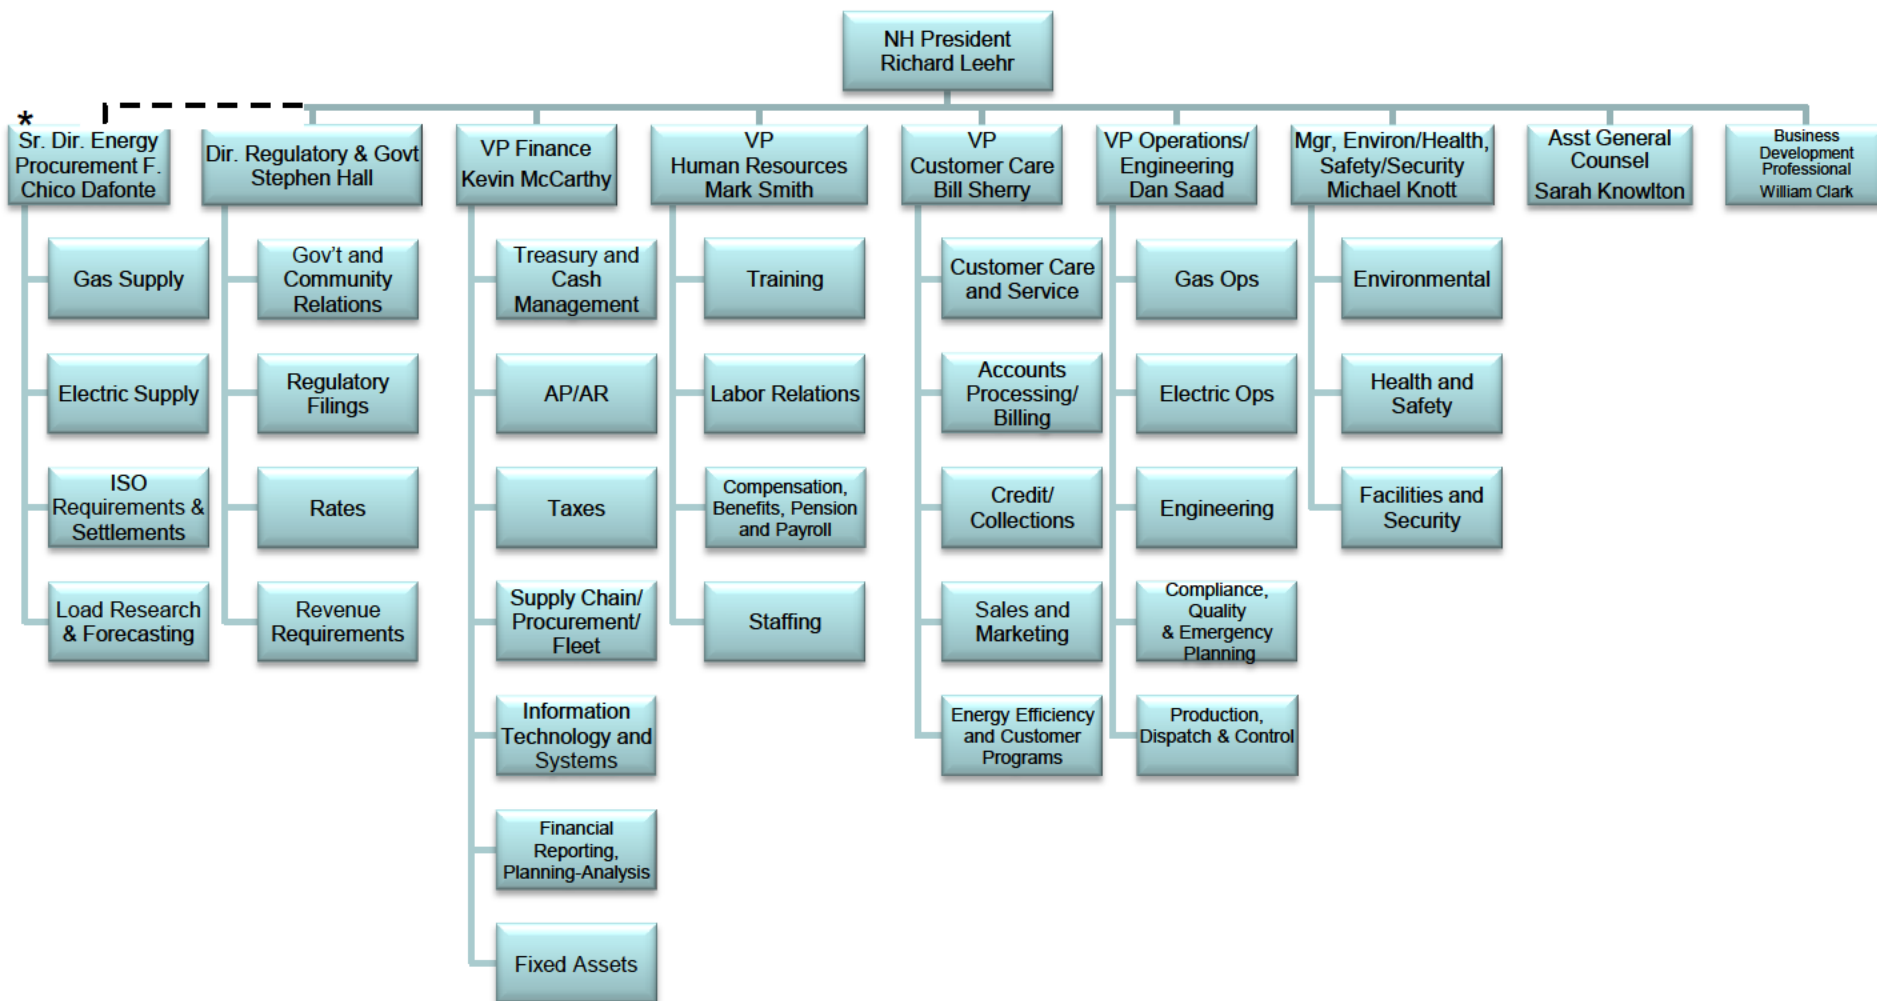 NH President
Richard Leehr
*
Sr. Dir. Energy
Procurement F.
Chico Dafonte
Dir. Regulatory & Govt
Stephen Hall
VP Finance
Kevin McCarthy
VP
Human Resources
Mark Smith
VP
Customer Care
Bill Sherry
VP Operations/
Engineering
Dan Saad
Mgr, Environ/Health,
Safety/Security
Michael Knott
Asst General
Counsel
Sarah Knowlton
Business
Development
Professional
William Clark
Gas Supply
Electric Supply
ISO
Requirements &
Settlements
Load Research
& Forecasting
Gov't and
Community
Relations
Regulatory
Filings
Rates
Revenue
Requirements
Treasury and
Cash
Management
AP/AR
Taxes
Supply Chain/
Procurement/
Fleet
Information
Technology and
Systems
Financial
Reporting,
Planning-Analysis
Fixed Assets
Training
Labor Relations
Compensation,
Benefits, Pension
and Payroll
Staffing
Customer Care
and Service
Accounts
Processing/
Billing
Credit/
Collections
Sales and
Marketing
Energy Efficiency
and Customer
Programs
Gas Ops
Electric Ops
Engineering
Compliance,
Quality
& Emergency
Planning
Production,
Dispatch & Control
Environmental
Health and
Safety
Facilities and
Security